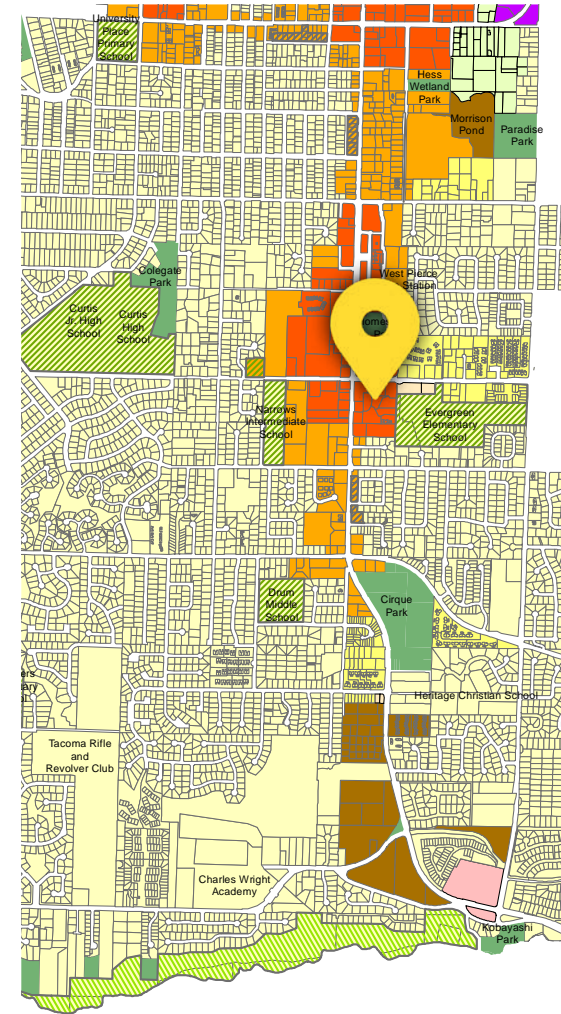 University
Place
Primary
School
Hess
Wetland
Park
Morrison
Pond
Paradise
Park
Colegate
Park
West Pierce
Station
Curtis
Jr. High
School
Curtis
High
School
Narrows
Intermediate
School
Evergreen
Elementary
School
Drum
Middle
School
Cirque
Park
Heritage Christian School
Tacoma Rifle
and
Revolver Club
Charles Wright
Academy
Kobayashi
Park